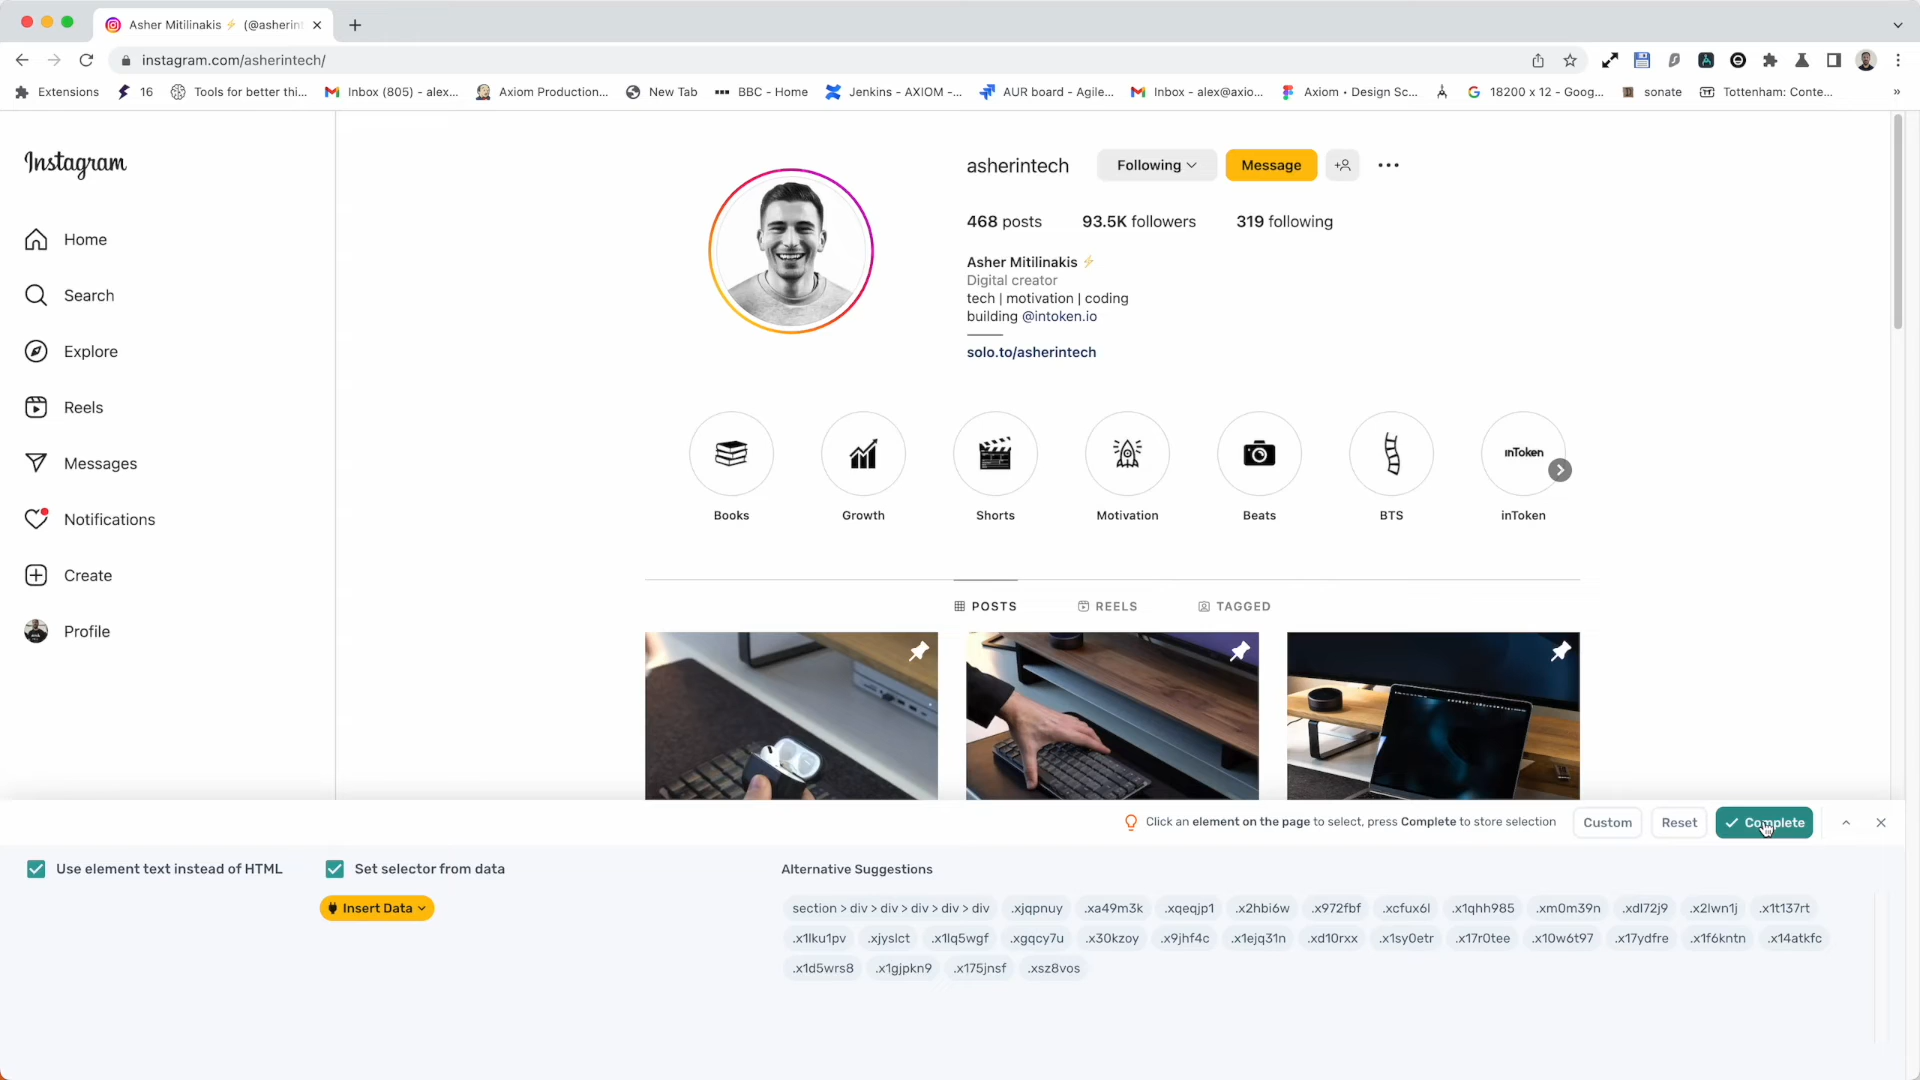 Asher Mitilinakis ⚡ (@asherint
instagram.com/asherintech/
Extensions
16
Tools for better thi...
Inbox (805) - alex...
Axiom Production...
New Tab
BBC - Home
Jenkins - AXIOM -...
AUR board - Agile...
Inbox - alex@axio...
Axiom • Design Sc...
18200 x 12 - Goog...
sonate
Tottenham: Conte...
»
Instagram
Home
Search
Explore
Reels
Messages
Notifications
Create
Profile
asherintech
Following
Message
468 posts 93.5K followers 319 following
Asher Mitilinakis ⚡
Digital creator
tech | motivation | coding
building @intoken.io
solo.to/asherintech
inToken
Books Growth Shorts Motivation Beats BTS inToken
POSTS REELS TAGGED
Click an element on the page to select, press Complete to store selection
Custom
Reset
Complete
Use element text instead of HTML
Set selector from data
Insert Data
Alternative Suggestions
section > div > div > div > div > div .xjqpnuy .xa49m3k .xqeqjp1 .x2hbi6w .x972fbf .xcfux6l .x1qhh985 .xm0m39n .xdl72j9 .x2lwn1j .x1t137rt
.x1lku1pv .xjyslct .x1lq5wgf .xgqcy7u .x30kzoy .x9jhf4c .x1ejq31n .xd10rxx .x1sy0etr .x17r0tee .x10w6t97 .x17ydfre .x1f6kntn .x14atkfc
.x1d5wrs8 .x1gjpkn9 .x175jnsf .xsz8vos